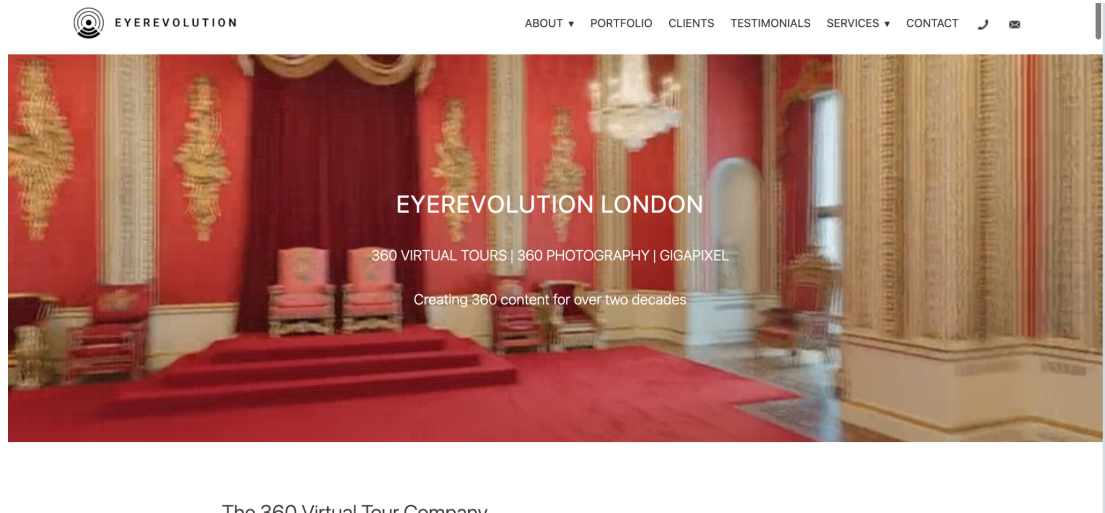 EYEREVOLUTION
ABOUT ▼ PORTFOLIO CLIENTS TESTIMONIALS SERVICES ▼ CONTACT
EYEREVOLUTION LONDON
360 VIRTUAL TOURS | 360 PHOTOGRAPHY | GIGAPIXEL
Creating 360 content for over two decades
The 360 Virtual Tour Company